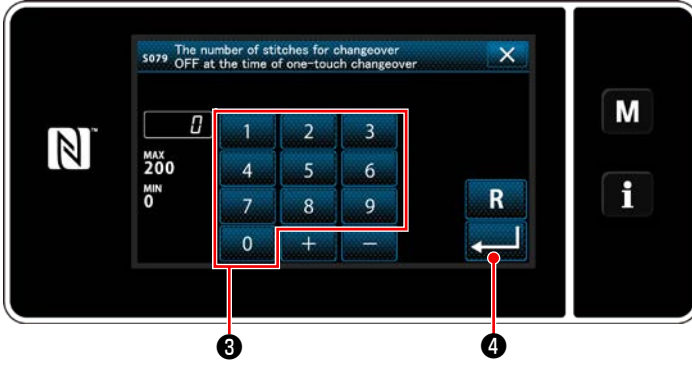 S079 The number of stitches for changeover
OFF at the time of one-touch changeover
X
0
MAX
200
MIN
0
1 2 3
4 5 6
7 8 9
0 + −
R
N™
M
i
❸ ❹